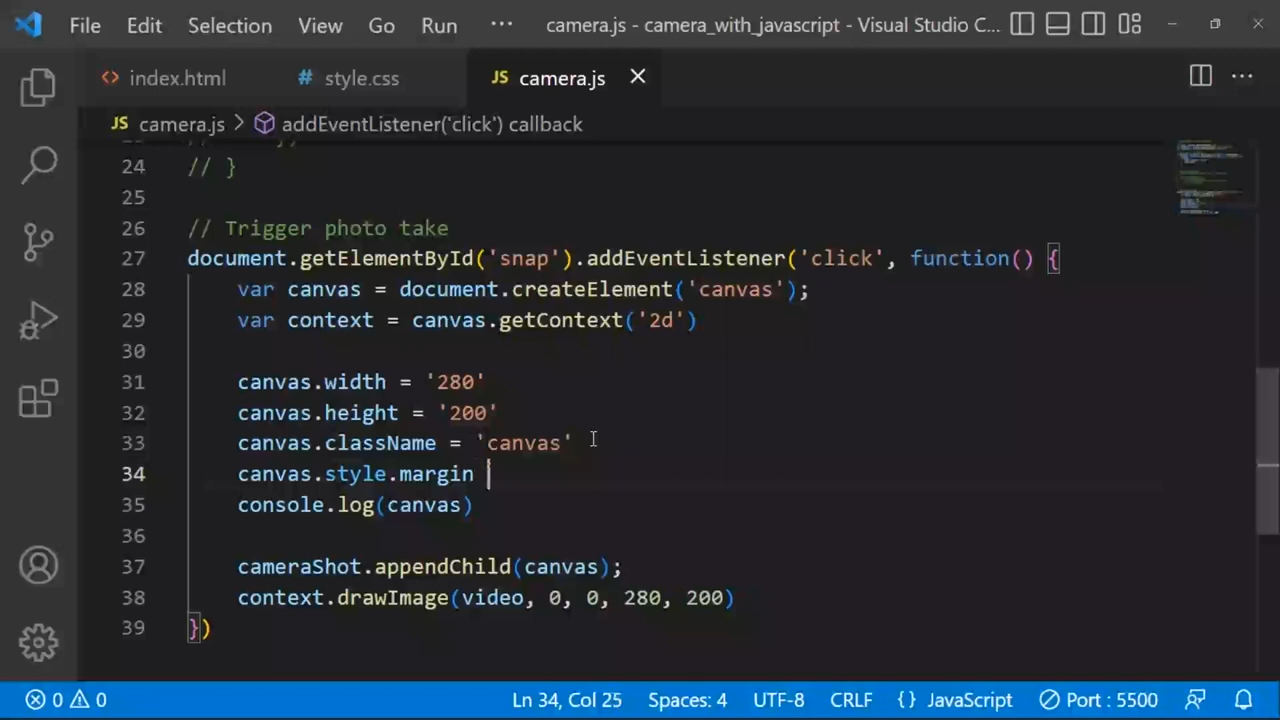 File Edit Selection View Go Run ··· camera.js - camera_with_javascript - Visual Studio C...
<> index.html # style.css JS camera.js
JS camera.js > addEventListener('click') callback
24 // }
25
26 // Trigger photo take
27 document.getElementById('snap').addEventListener('click', function() {
28 var canvas = document.createElement('canvas');
29 var context = canvas.getContext('2d')
30
31 canvas.width = '280'
32 canvas.height = '200'
33 canvas.className = 'canvas'
34 canvas.style.margin
35 console.log(canvas)
36
37 cameraShot.appendChild(canvas);
38 context.drawImage(video, 0, 0, 280, 200)
39 })
0 0 Ln 34, Col 25 Spaces: 4 UTF-8 CRLF {} JavaScript Port : 5500